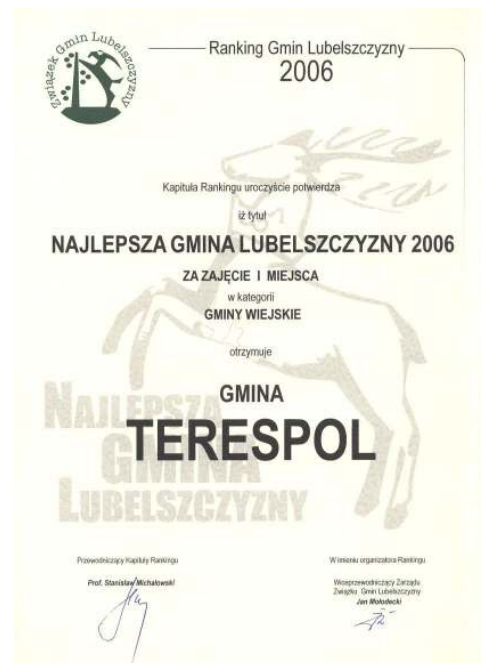 Związek Gmin Lubelszczyzny
Ranking Gmin Lubelszczyzny
2006
Kapituła Rankingu uroczyście potwierdza
iż tytuł
NAJLEPSZA GMINA LUBELSZCZYZNY 2006
ZA ZAJĘCIE I MIEJSCA
w kategorii
GMINY WIEJSKIE
otrzymuje
GMINA
TERESPOL
NAJLEPSZA
GMINA
LUBELSZCZYZNY
Przewodniczący Kapituły Rankingu
Prof. Stanisław Michałowski
W imieniu organizatora Rankingu
Wiceprzewodniczący Zarządu
Związku Gmin Lubelszczyzny
Jan Mołodecki